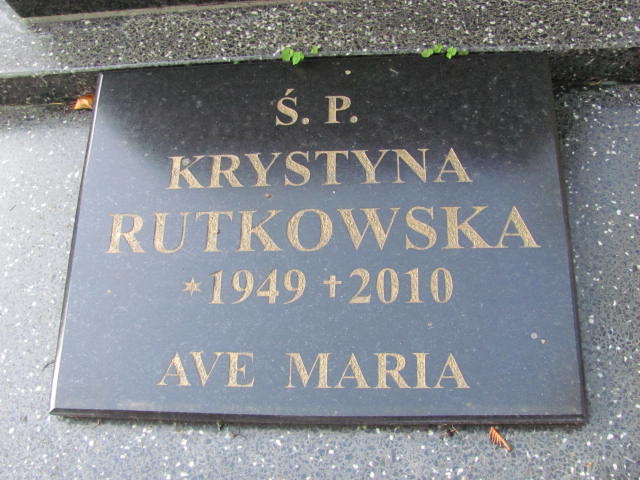 Ś. P.
KRYSTYNA
RUTKOWSKA
*1949 †2010
AVE MARIA